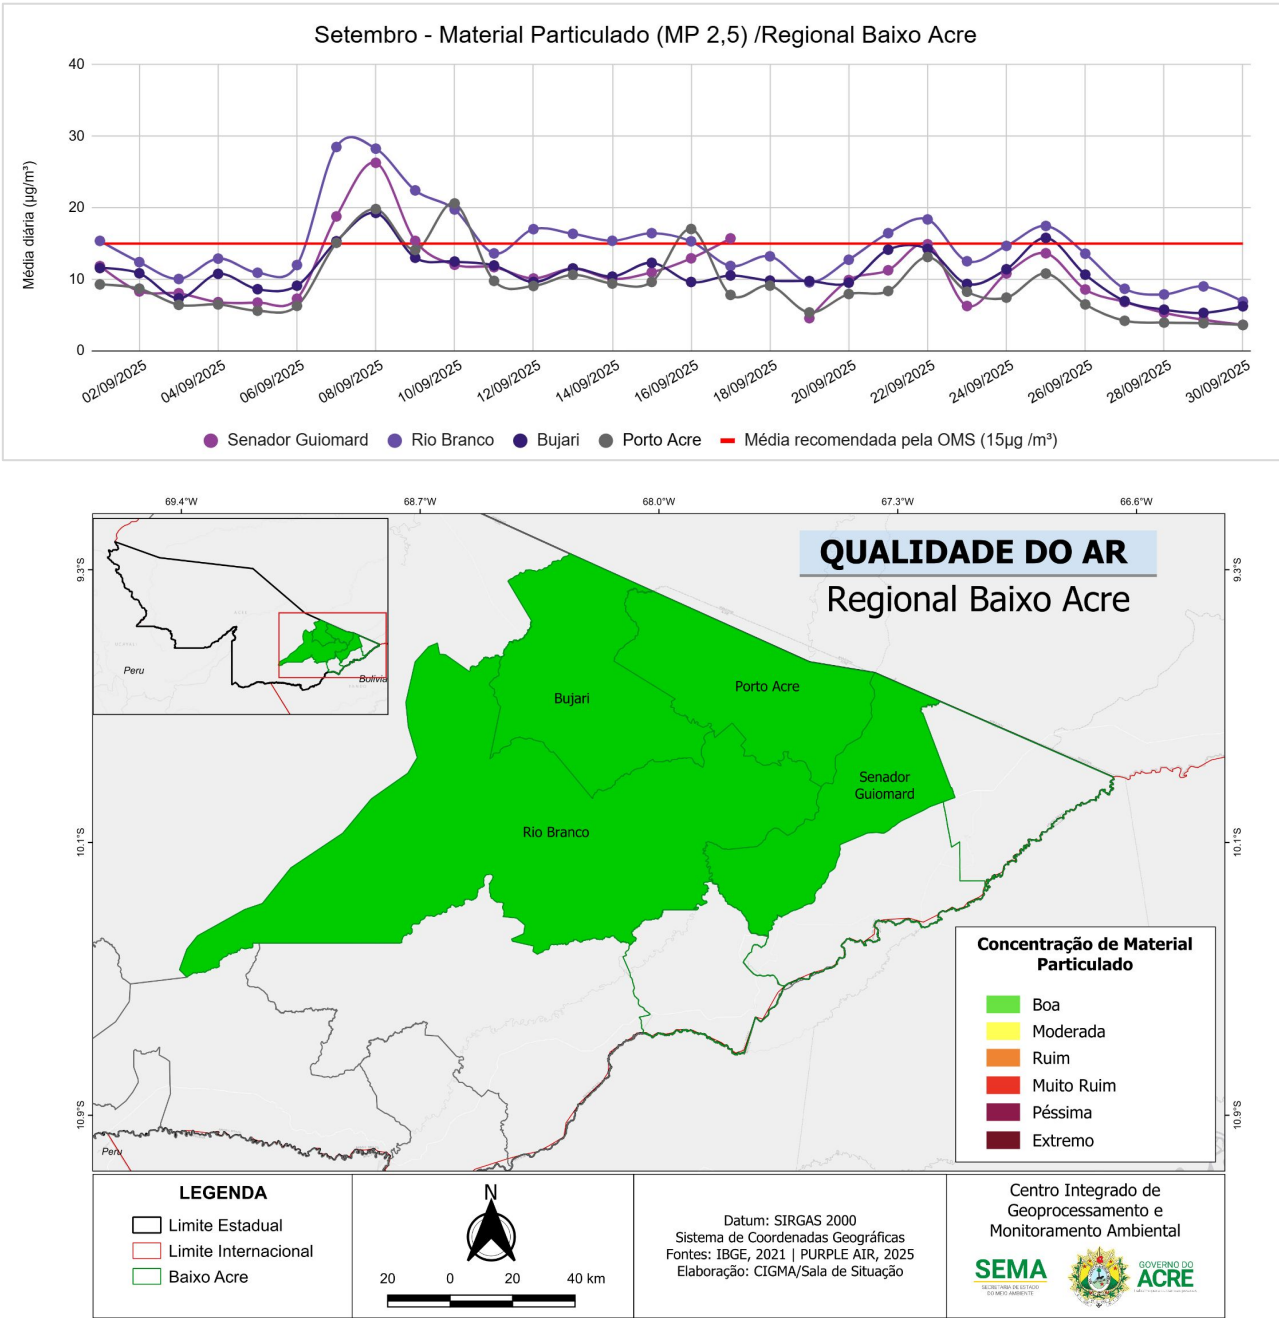 Setembro - Material Particulado (MP 2,5) /Regional Baixo Acre
Média diária (µg/m³)
40
30
20
10
0
02/09/2025
04/09/2025
06/09/2025
08/09/2025
10/09/2025
12/09/2025
14/09/2025
16/09/2025
18/09/2025
20/09/2025
22/09/2025
24/09/2025
26/09/2025
28/09/2025
30/09/2025
Senador Guiomard Rio Branco Bujari Porto Acre Média recomendada pela OMS (15µg /m³)
69.4°W 68.7°W 68.0°W 67.3°W 66.6°W
9.3°S
10.1°S
10.9°S
9.3°S
10.1°S
10.9°S
Peru
Bolivia
QUALIDADE DO AR
Regional Baixo Acre
Bujari
Porto Acre
Senador
Guiomard
Rio Branco
Peru
Concentração de Material
Particulado
Boa
Moderada
Ruim
Muito Ruim
Péssima
Extremo
LEGENDA
Limite Estadual
Limite Internacional
Baixo Acre
N
20 0 20 40 km
Datum: SIRGAS 2000
Sistema de Coordenadas Geográficas
Fontes: IBGE, 2021 | PURPLE AIR, 2025
Elaboração: CIGMA/Sala de Situação
Centro Integrado de
Geoprocessamento e
Monitoramento Ambiental
SEMA
SECRETARIA DE ESTADO
DO MEIO AMBIENTE
GOVERNO DO
ACRE